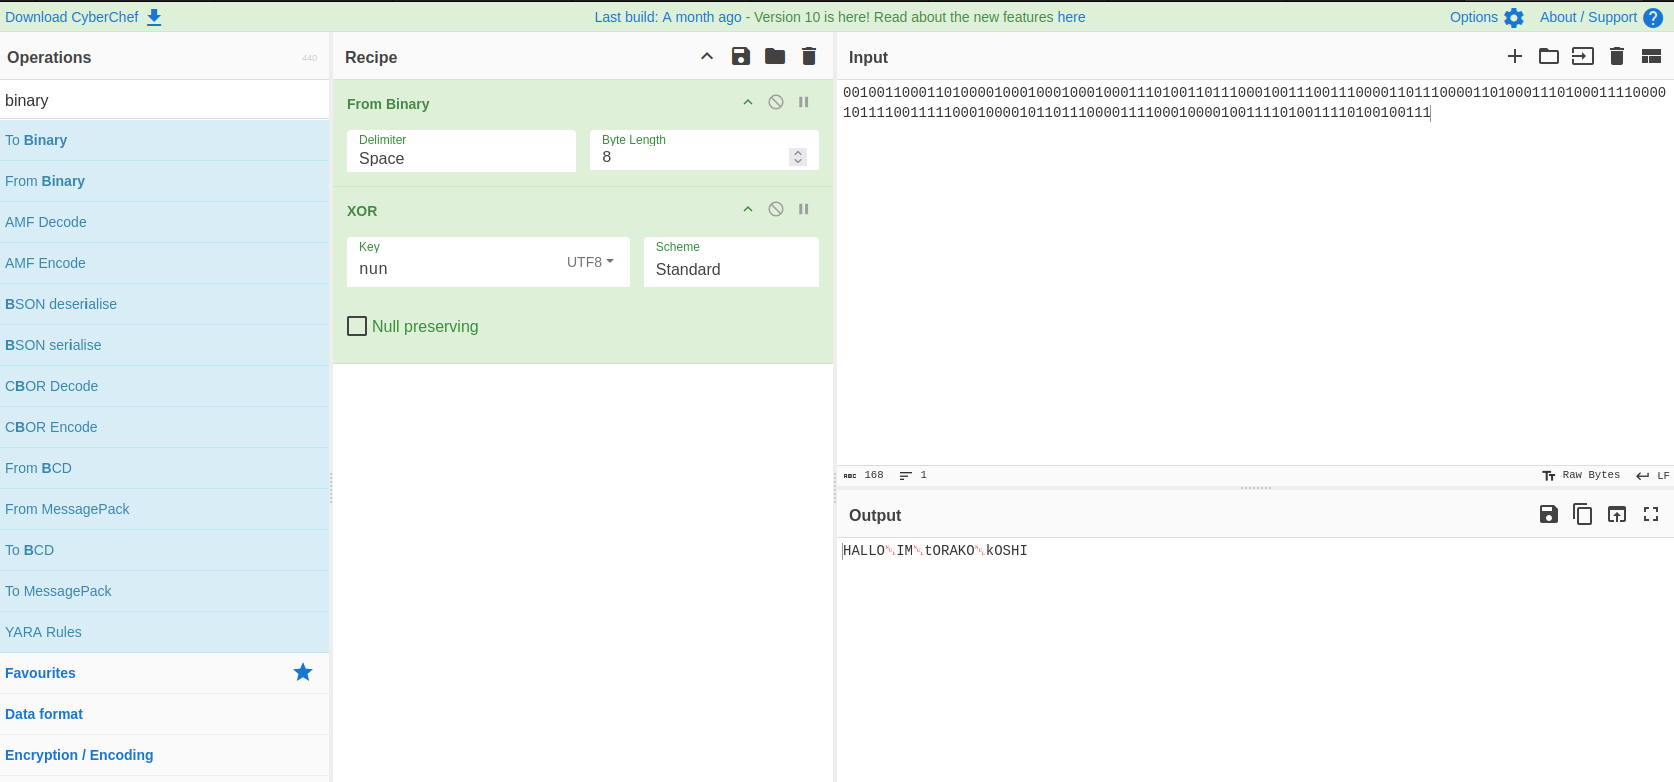 Download CyberChef
Last build: A month ago - Version 10 is here! Read about the new features here
Options
About / Support
Operations
440
binary
To Binary
From Binary
AMF Decode
AMF Encode
BSON deserialise
BSON serialise
CBOR Decode
CBOR Encode
From BCD
From MessagePack
To BCD
To MessagePack
YARA Rules
Favourites
Data format
Encryption / Encoding
Recipe
From Binary
Delimiter
Space
Byte Length
8
XOR
Key
nun
UTF8
Scheme
Standard
Null preserving
Input
00100110001101000010001000100010001110100110111000100111001110000110111000011010001110100011110000
1011110011111000100001011011100001111000100001001111010011110100100111
ABC 168
1
Raw Bytes
LF
Output
HALLO␀IM␀tORAKO␀kOSHI